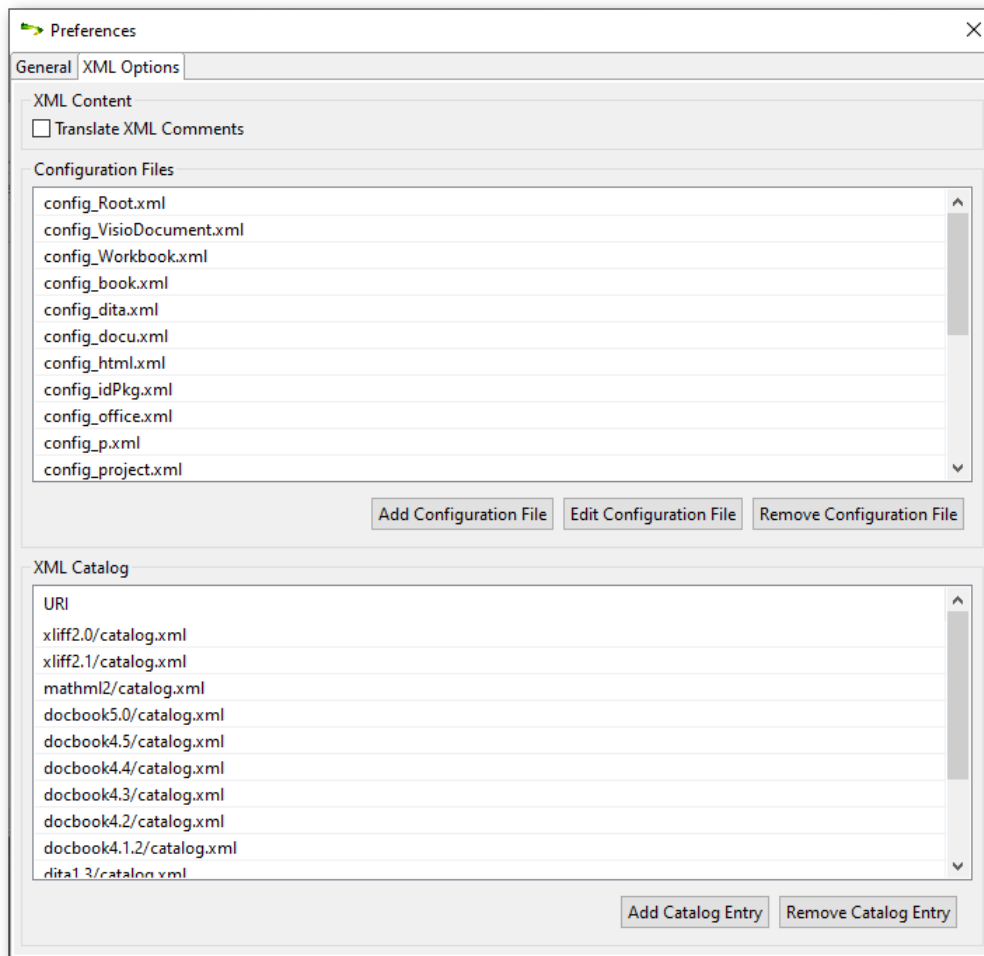 Preferences
General XML Options
XML Content
Translate XML Comments
Configuration Files
config_Root.xml
config_VisioDocument.xml
config_Workbook.xml
config_book.xml
config_dita.xml
config_docu.xml
config_html.xml
config_idPkg.xml
config_office.xml
config_p.xml
config_project.xml
Add Configuration File Edit Configuration File Remove Configuration File
XML Catalog
URI
xliff2.0/catalog.xml
xliff2.1/catalog.xml
mathml2/catalog.xml
docbook5.0/catalog.xml
docbook4.5/catalog.xml
docbook4.4/catalog.xml
docbook4.3/catalog.xml
docbook4.2/catalog.xml
docbook4.1.2/catalog.xml
dita1.3/catalog.xml
Add Catalog Entry Remove Catalog Entry